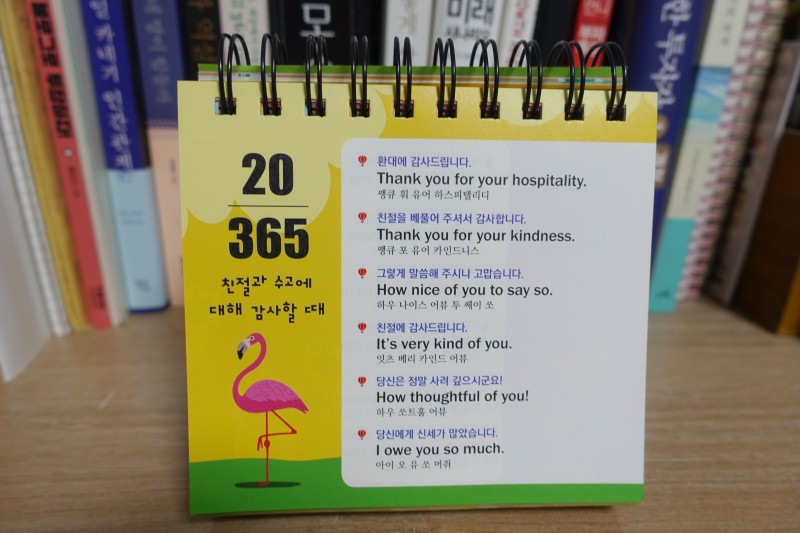 모
미래
20
365
친절과 수고에
대해 감사할 때
환대에 감사드립니다.
Thank you for your hospitality.
쌩큐 훠 유어 하스피탤리디
친절을 베풀어 주셔서 감사합니다.
Thank you for your kindness.
쌩큐 포 유어 카인드니스
그렇게 말씀해 주시니 고맙습니다.
How nice of you to say so.
하우 나이스 어뷰 투 쎄이 쏘
친절에 감사드립니다.
It's very kind of you.
잇츠 베리 카인드 어뷰
당신은 정말 사려 깊으시군요!
How thoughtful of you!
하우 쏘트훌 어뷰
당신에게 신세가 많았습니다.
I owe you so much.
아이 오 유 쏘 머취